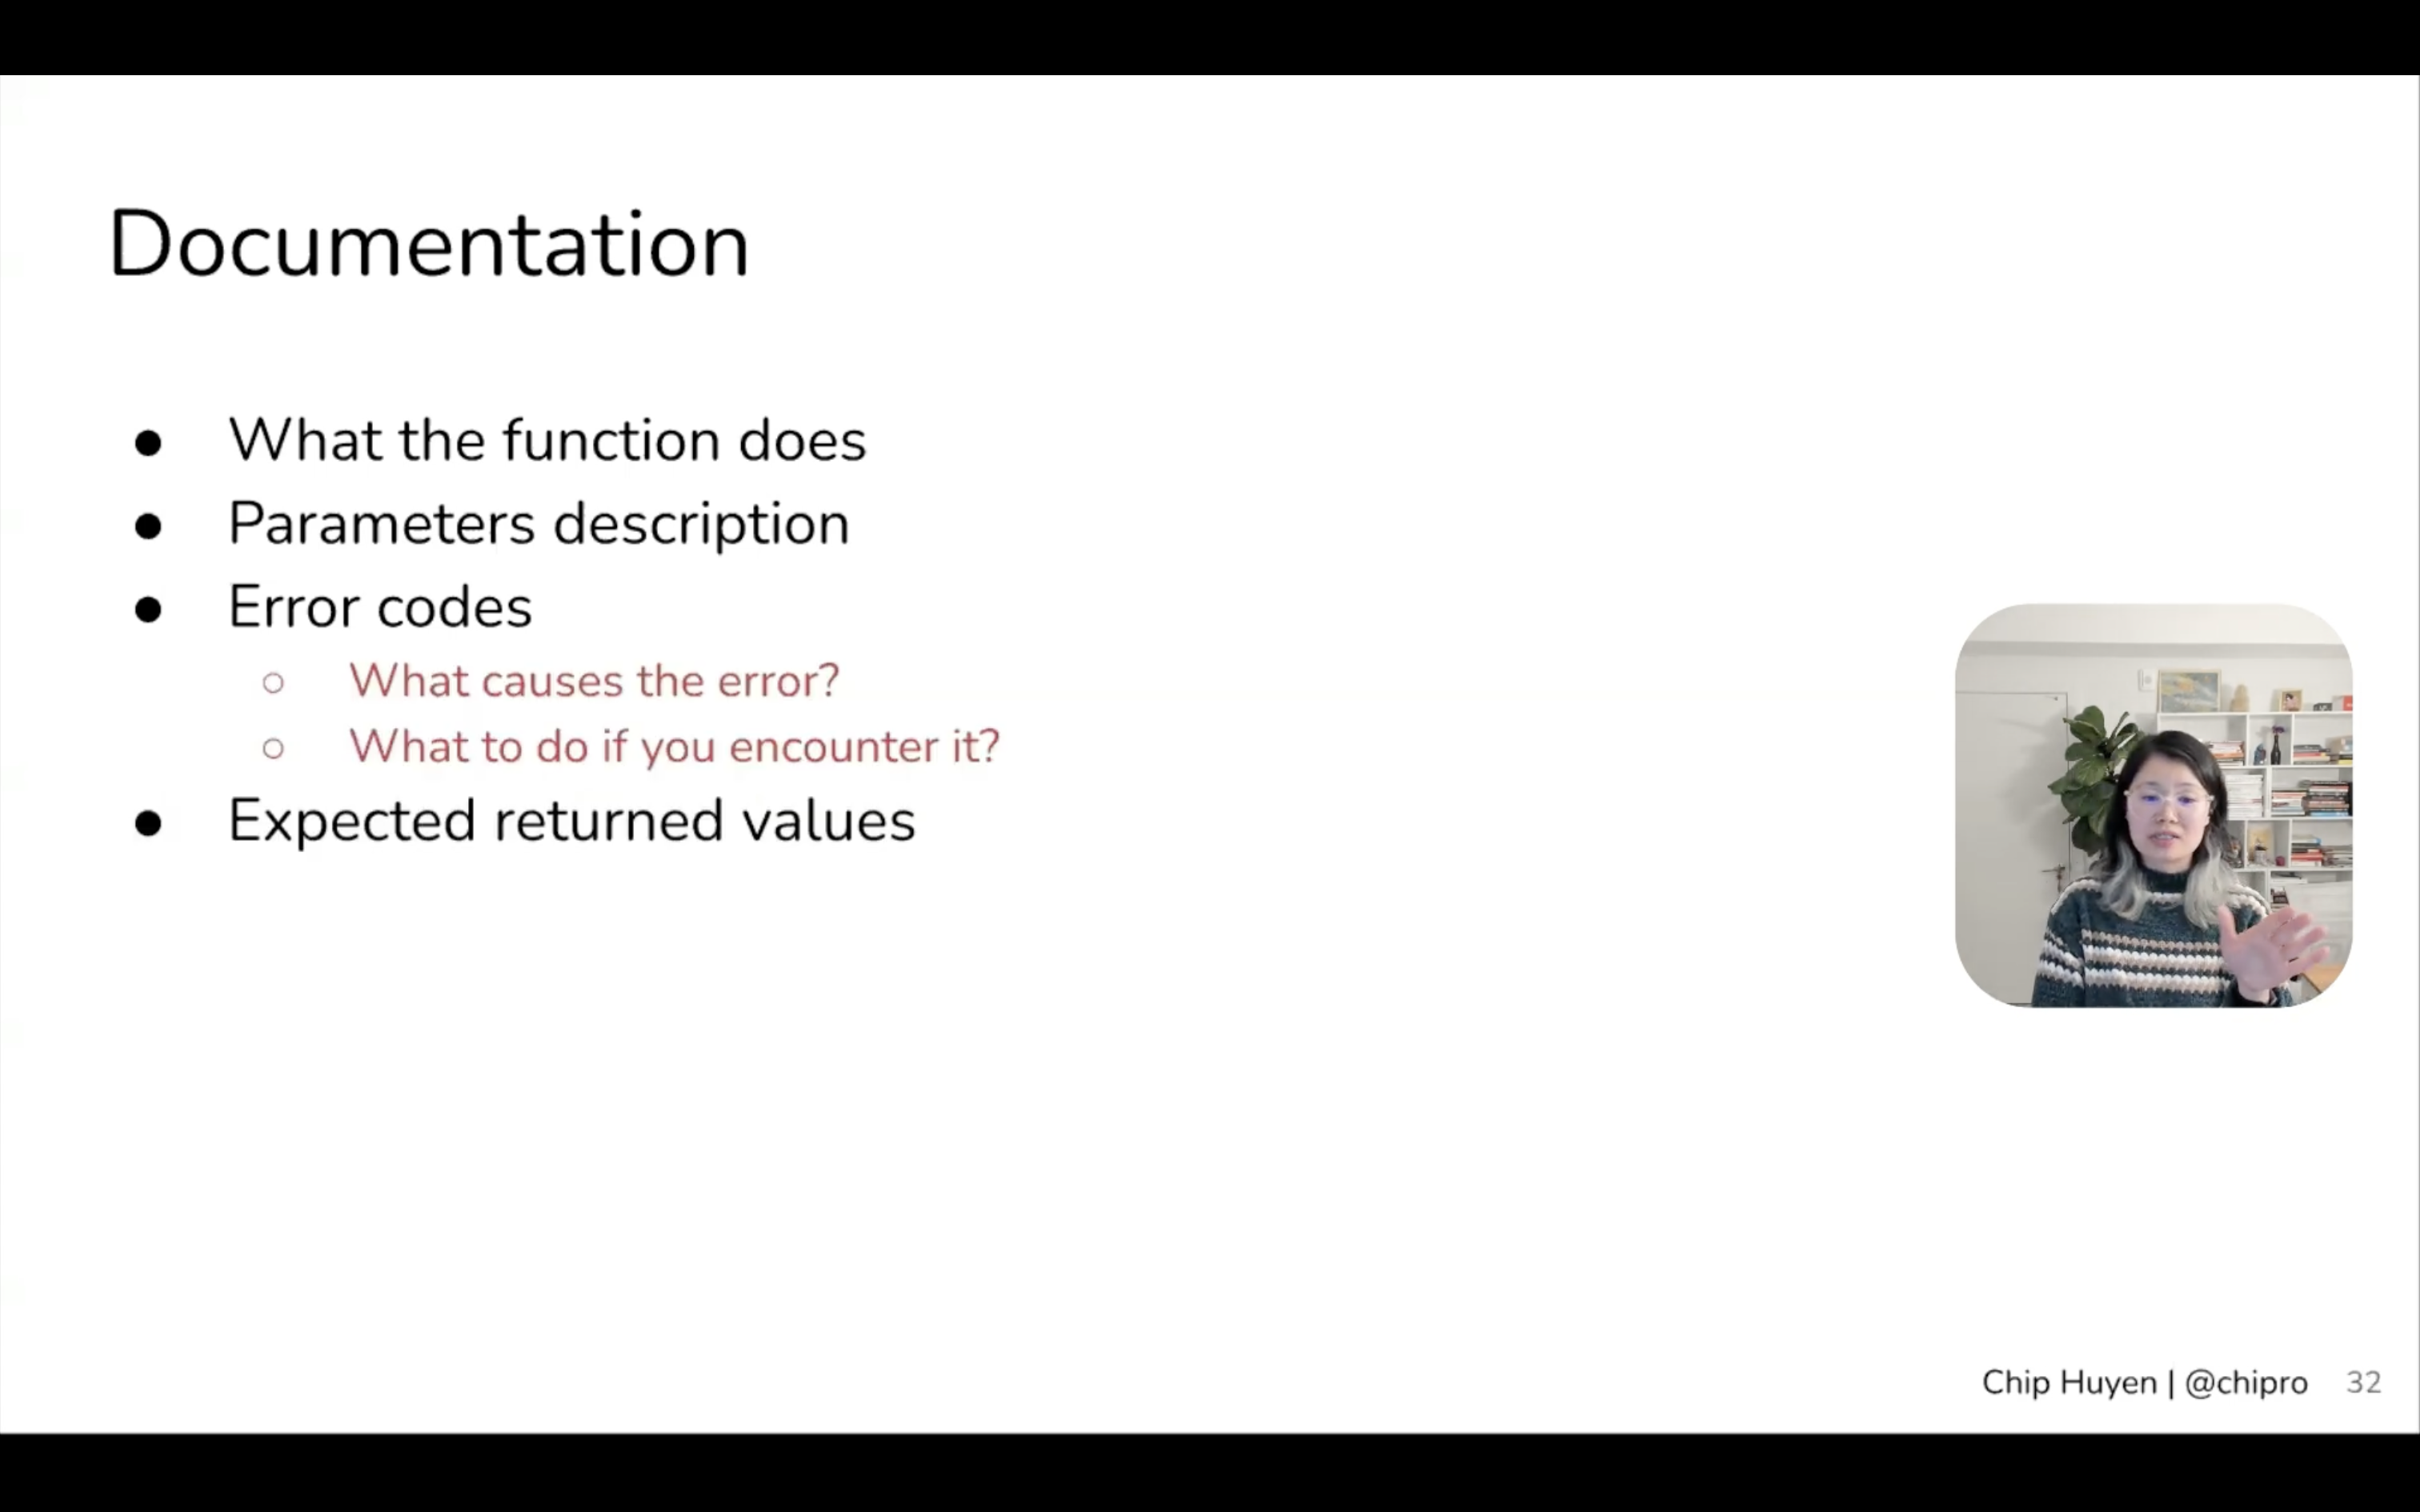 Documentation
● What the function does
● Parameters description
● Error codes
○ What causes the error?
○ What to do if you encounter it?
● Expected returned values
Chip Huyen | @chipro 32